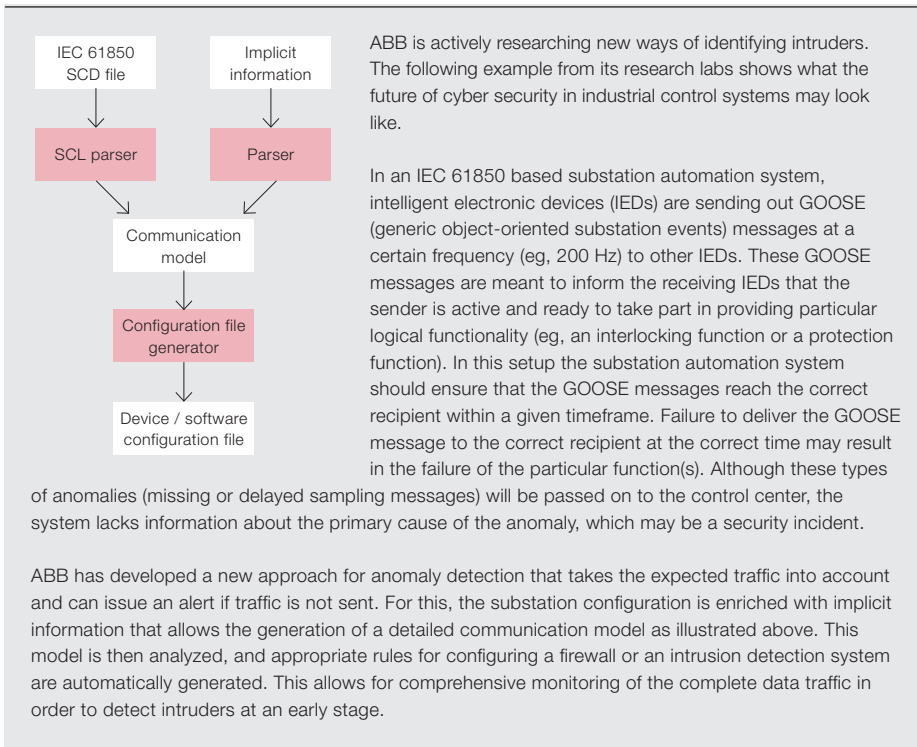 IEC 61850
SCD file
Implicit
information
SCL parser
Parser
Communication
model
Configuration file
generator
Device / software
configuration file
ABB is actively researching new ways of identifying intruders.
The following example from its research labs shows what the
future of cyber security in industrial control systems may look
like.
In an IEC 61850 based substation automation system,
intelligent electronic devices (IEDs) are sending out GOOSE
(generic object-oriented substation events) messages at a
certain frequency (eg, 200 Hz) to other IEDs. These GOOSE
messages are meant to inform the receiving IEDs that the
sender is active and ready to take part in providing particular
logical functionality (eg, an interlocking function or a protection
function). In this setup the substation automation system
should ensure that the GOOSE messages reach the correct
recipient within a given timeframe. Failure to deliver the GOOSE
message to the correct recipient at the correct time may result
in the failure of the particular function(s). Although these types
of anomalies (missing or delayed sampling messages) will be passed on to the control center, the
system lacks information about the primary cause of the anomaly, which may be a security incident.
ABB has developed a new approach for anomaly detection that takes the expected traffic into account
and can issue an alert if traffic is not sent. For this, the substation configuration is enriched with implicit
information that allows the generation of a detailed communication model as illustrated above. This
model is then analyzed, and appropriate rules for configuring a firewall or an intrusion detection system
are automatically generated. This allows for comprehensive monitoring of the complete data traffic in
order to detect intruders at an early stage.